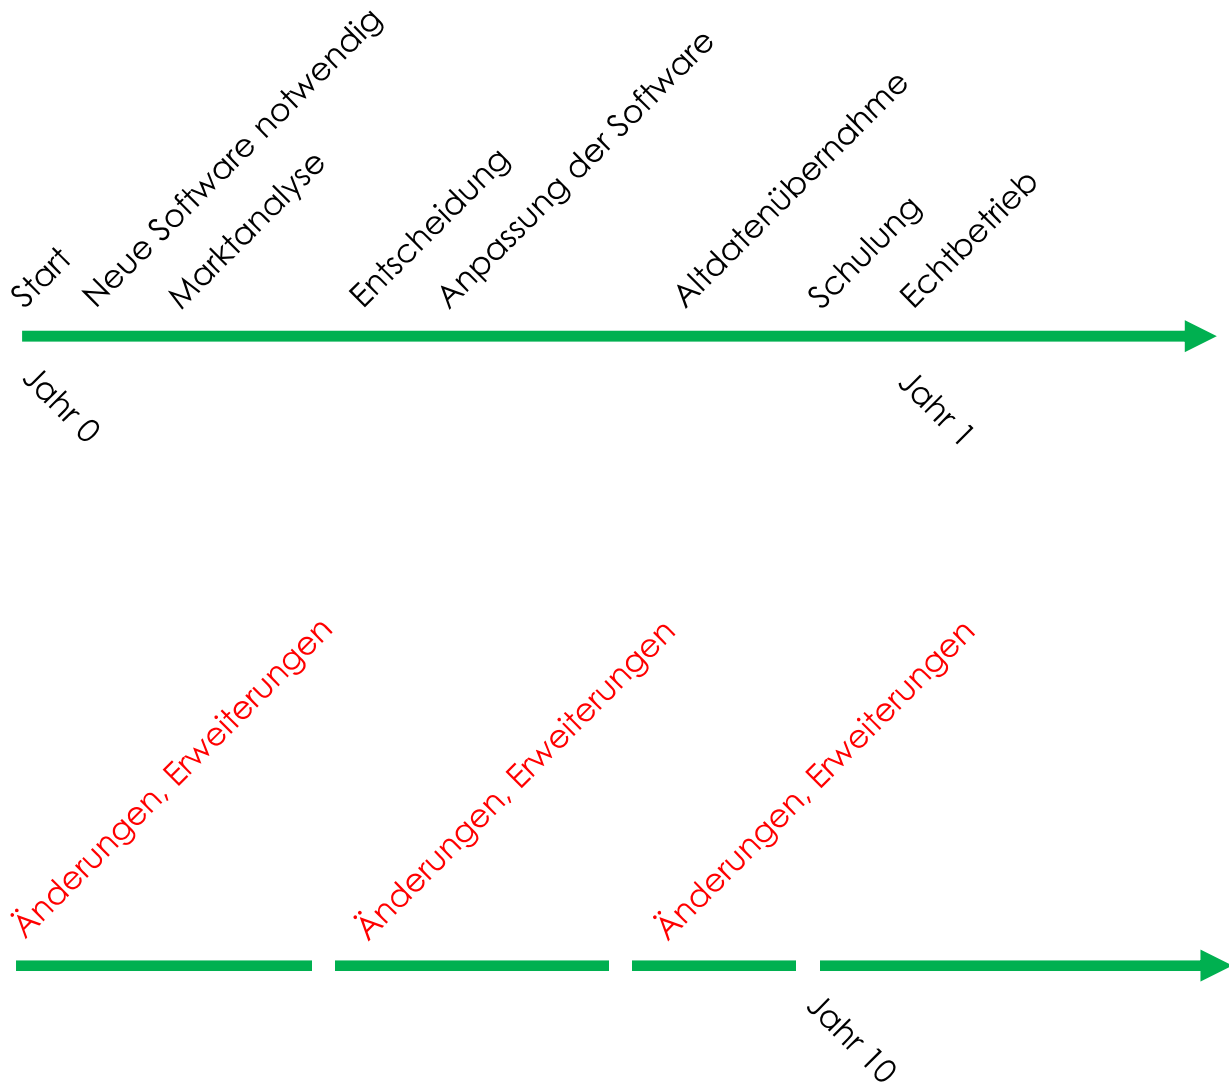 Start
Neue Software notwendig
Marktanalyse
Entscheidung
Anpassung der Software
Altdatenübernahme
Schulung
Echtbetrieb
Jahr 0
Jahr 1
Änderungen, Erweiterungen
Änderungen, Erweiterungen
Änderungen, Erweiterungen
Jahr 10